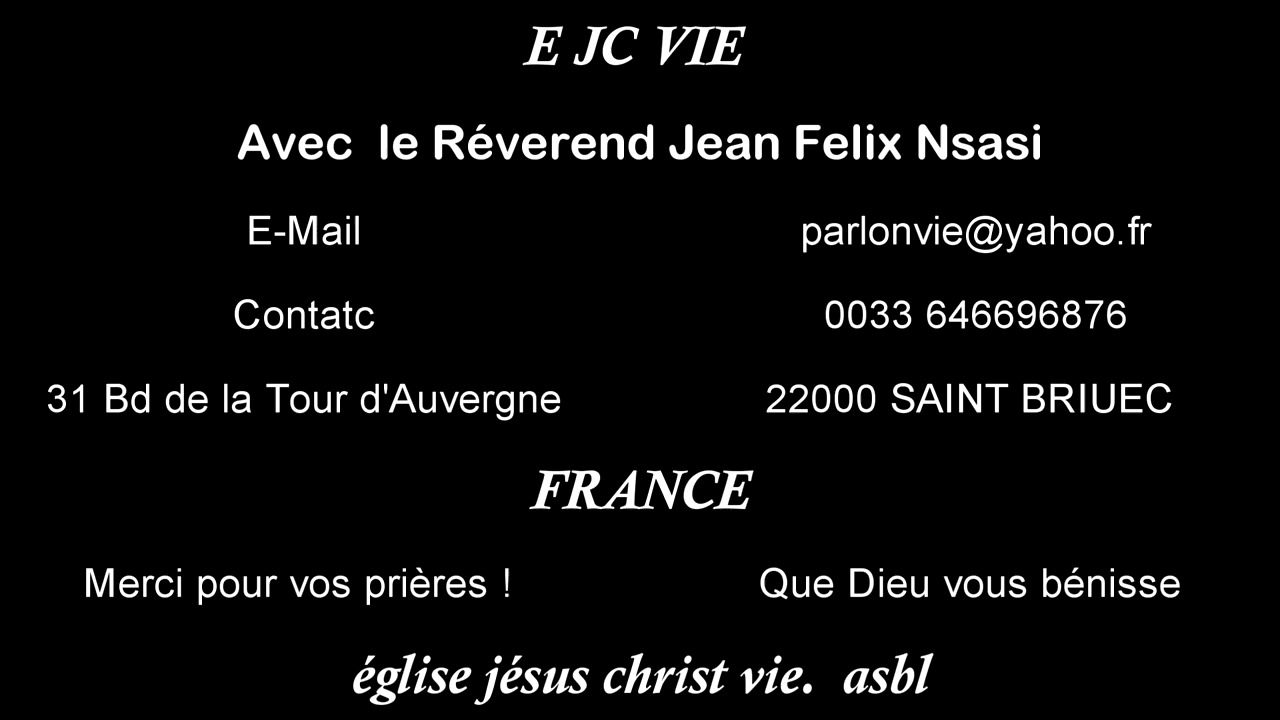 E JC VIE
Avec le Réverend Jean Felix Nsasi
E-Mail parlonvie@yahoo.fr
Contatc 0033 646696876
31 Bd de la Tour d'Auvergne 22000 SAINT BRIUEC
FRANCE
Merci pour vos prières ! Que Dieu vous bénisse
église jésus christ vie. asbl